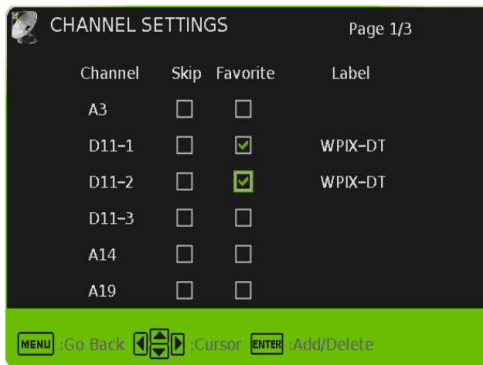 CHANNEL SETTINGS Page 1/3
Channel Skip Favorite Label
A3
D11-1 WPIX-DT
D11-2 WPIX-DT
D11-3
A14
A19
MENU :Go Back :Cursor ENTER :Add/Delete